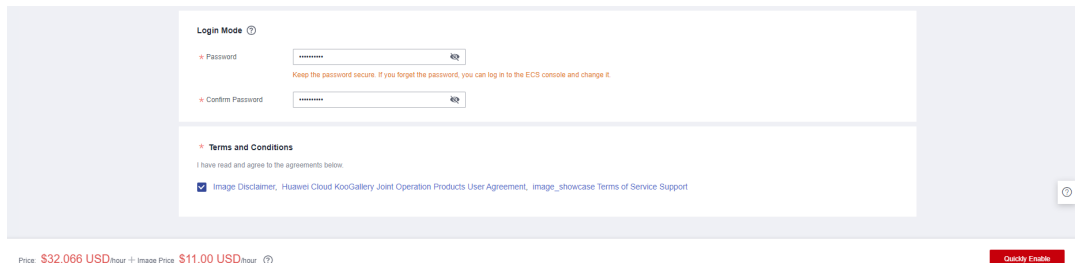 Login Mode
* Password ••••••••••
Keep the password secure. If you forget the password, you can log in to the ECS console and change it.
* Confirm Password ••••••••••
* Terms and Conditions
I have read and agree to the agreements below.
Image Disclaimer, Huawei Cloud KooGallery Joint Operation Products User Agreement, image_showcase Terms of Service Support
Price: $32.066 USD/hour + Image Price $11.00 USD/hour
Quickly Enable